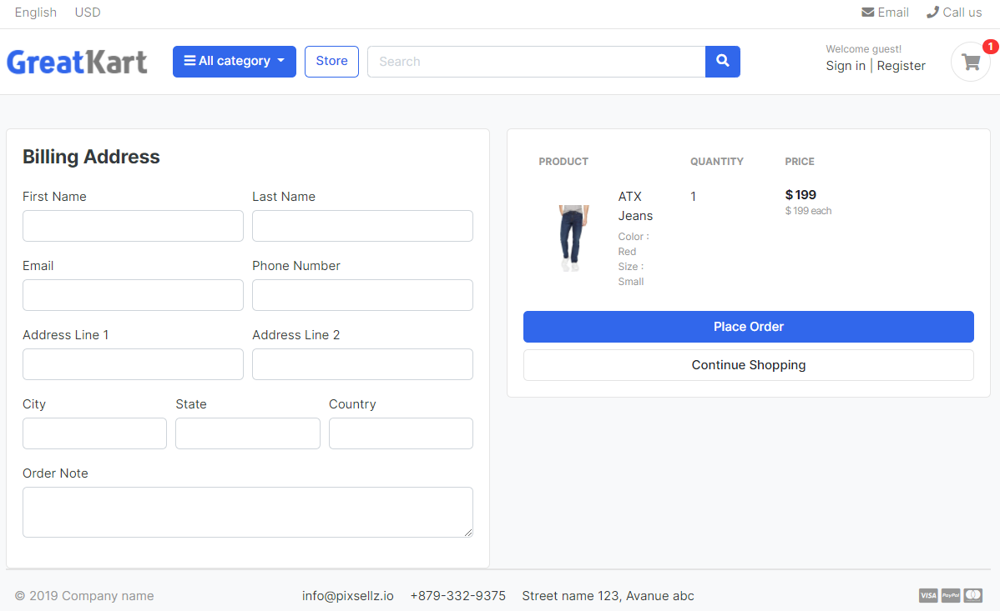 English USD Email Call us
GreatKart All category Store Search Welcome guest! 1
Sign in | Register
Billing Address
First Name Last Name
Email Phone Number
Address Line 1 Address Line 2
City State Country
Order Note
PRODUCT QUANTITY PRICE
ATX 1 $ 199
Jeans $ 199 each
Color :
Red
Size :
Small
Place Order
Continue Shopping
© 2019 Company name info@pixsellz.io +879-332-9375 Street name 123, Avanue abc VISA PayPal